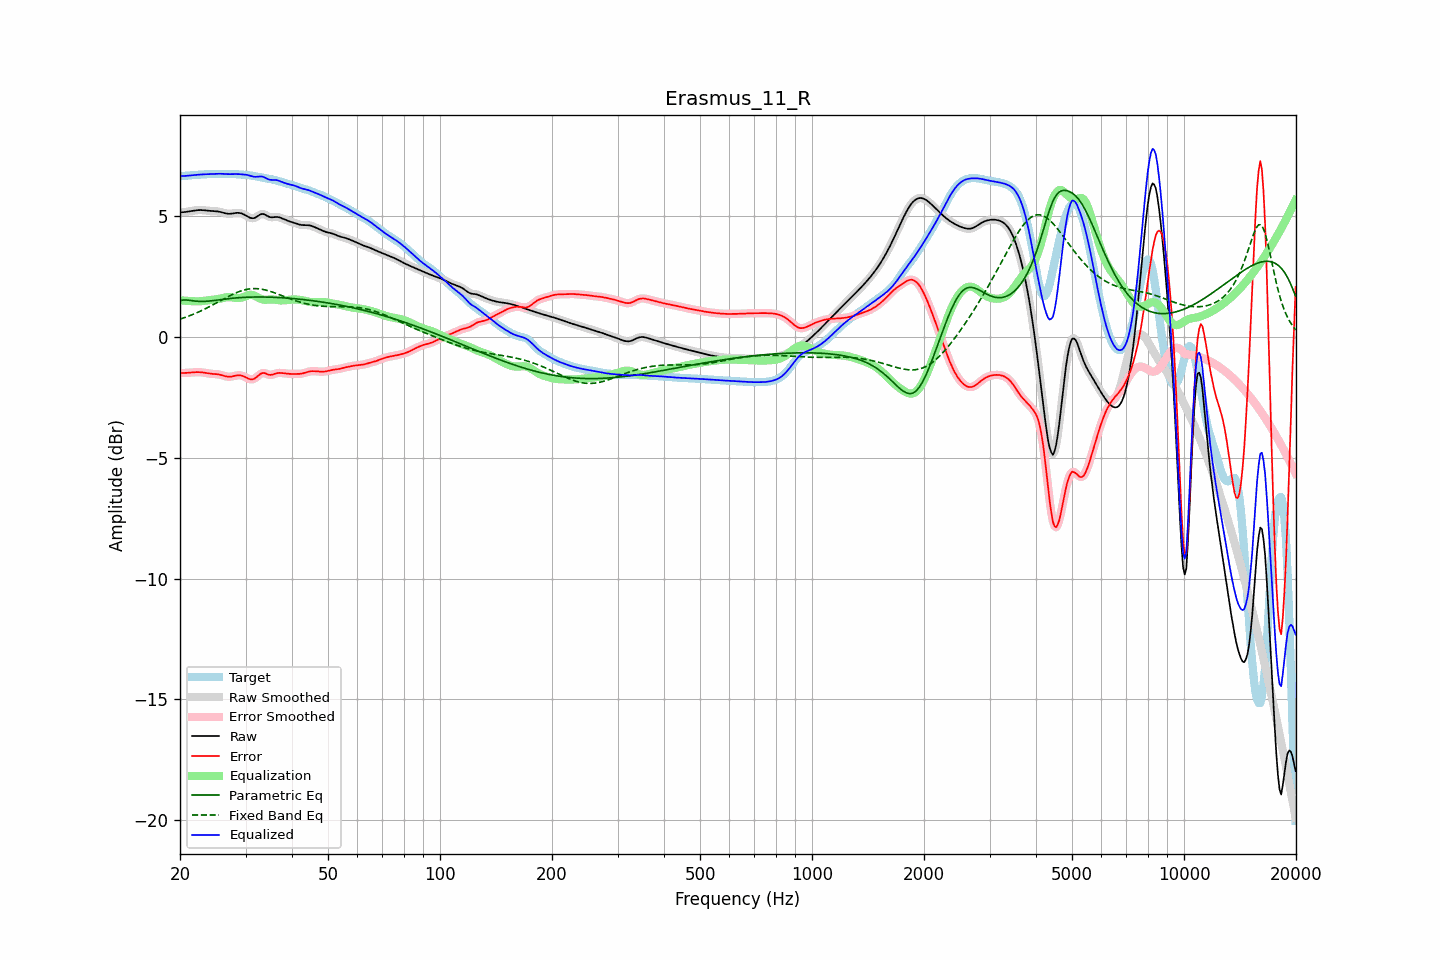 Erasmus_11_R
Amplitude (dBr)
5
0
−5
−10
−15
−20
Target
Raw Smoothed
Error Smoothed
Raw
Error
Equalization
Parametric Eq
Fixed Band Eq
Equalized
20 50 100 200 500 1000 2000 5000 10000 20000
Frequency (Hz)